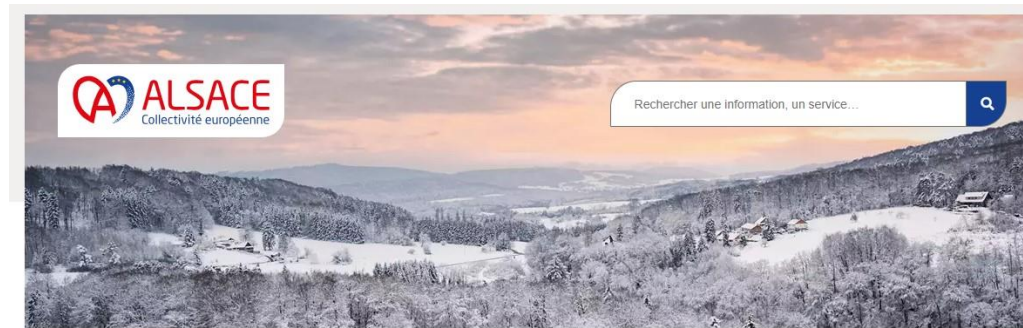 ALSACE
Collectivité européenne
Rechercher une information, un service...